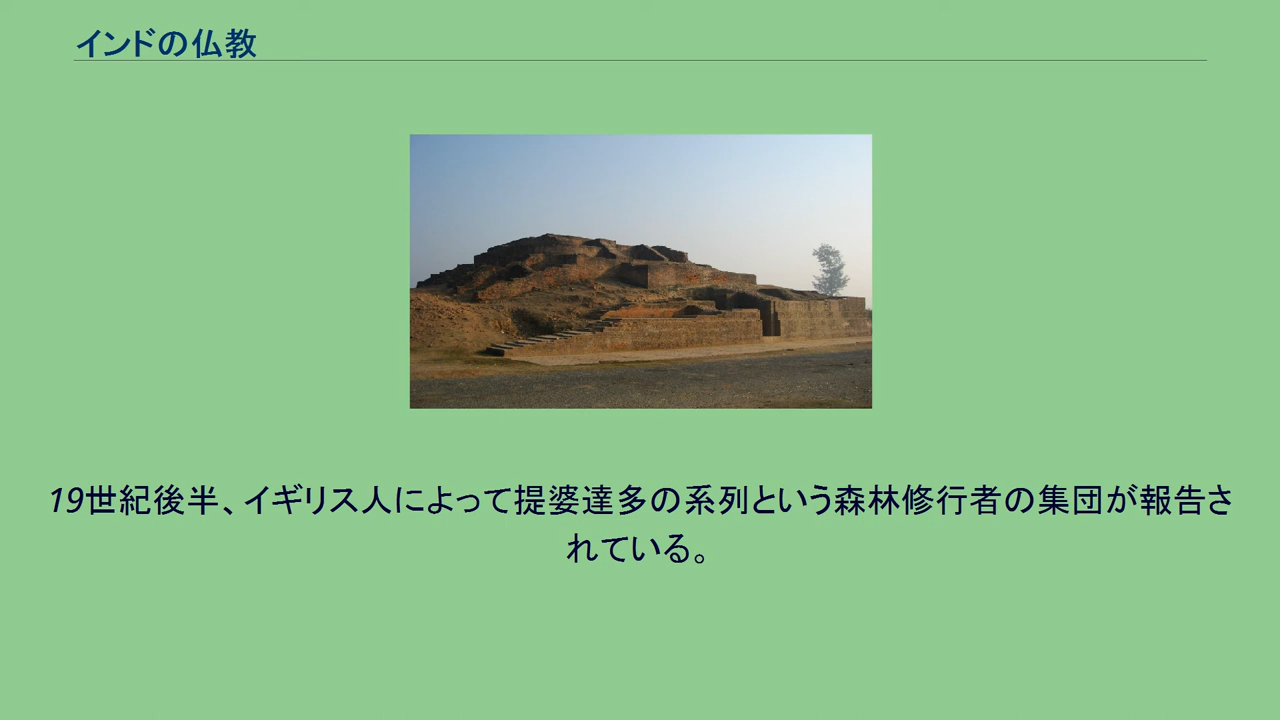 インドの仏教
19世紀後半、イギリス人によって提婆達多の系列という森林修行者の集団が報告さ
れている。